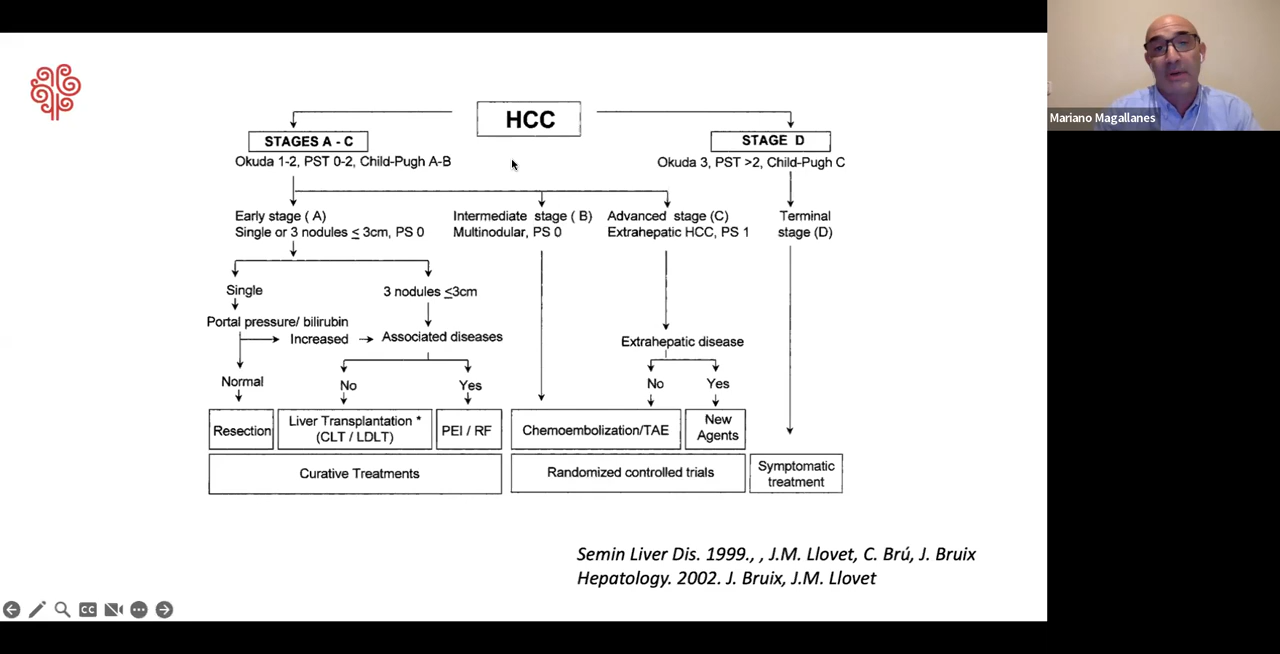 Mariano Magallanes
HCC
STAGES A - C
Okuda 1-2, PST 0-2, Child-Pugh A-B
STAGE D
Okuda 3, PST >2, Child-Pugh C
Early stage ( A)
Single or 3 nodules ≤ 3cm, PS 0
Intermediate stage ( B)
Multinodular, PS 0
Advanced stage (C)
Extrahepatic HCC, PS 1
Terminal
stage (D)
Single
3 nodules ≤3cm
Portal pressure/ bilirubin
Increased
Associated diseases
Extrahepatic disease
Normal
No
Yes
No
Yes
Resection
Liver Transplantation *
(CLT / LDLT)
PEI / RF
Chemoembolization/TAE
New
Agents
Curative Treatments
Randomized controlled trials
Symptomatic
treatment
Semin Liver Dis. 1999., , J.M. Llovet, C. Brú, J. Bruix
Hepatology. 2002. J. Bruix, J.M. Llovet
CC